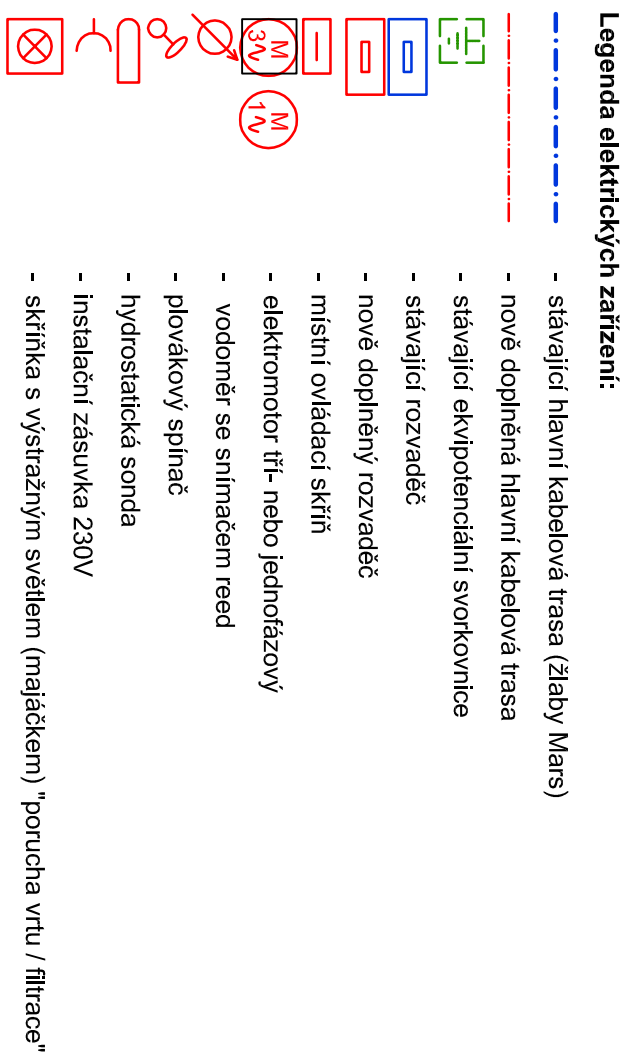 Legenda elektrických zařízení:
- stávající hlavní kabelová trasa (žlaby Mars)
- nově doplněná hlavní kabelová trasa
- stávající ekvipotenciální svorkovnice
- stávající rozvaděč
- nově doplněný rozvaděč
- místní ovládací skříň
M 3 M 1 - elektromotor tří- nebo jednofázový
- vodoměr se snímačem reed
- plovákový spínač
- hydrostatická sonda
- instalační zásuvka 230V
- skříňka s výstražným světlem (majáčkem) "porucha vrtu / filtrace"